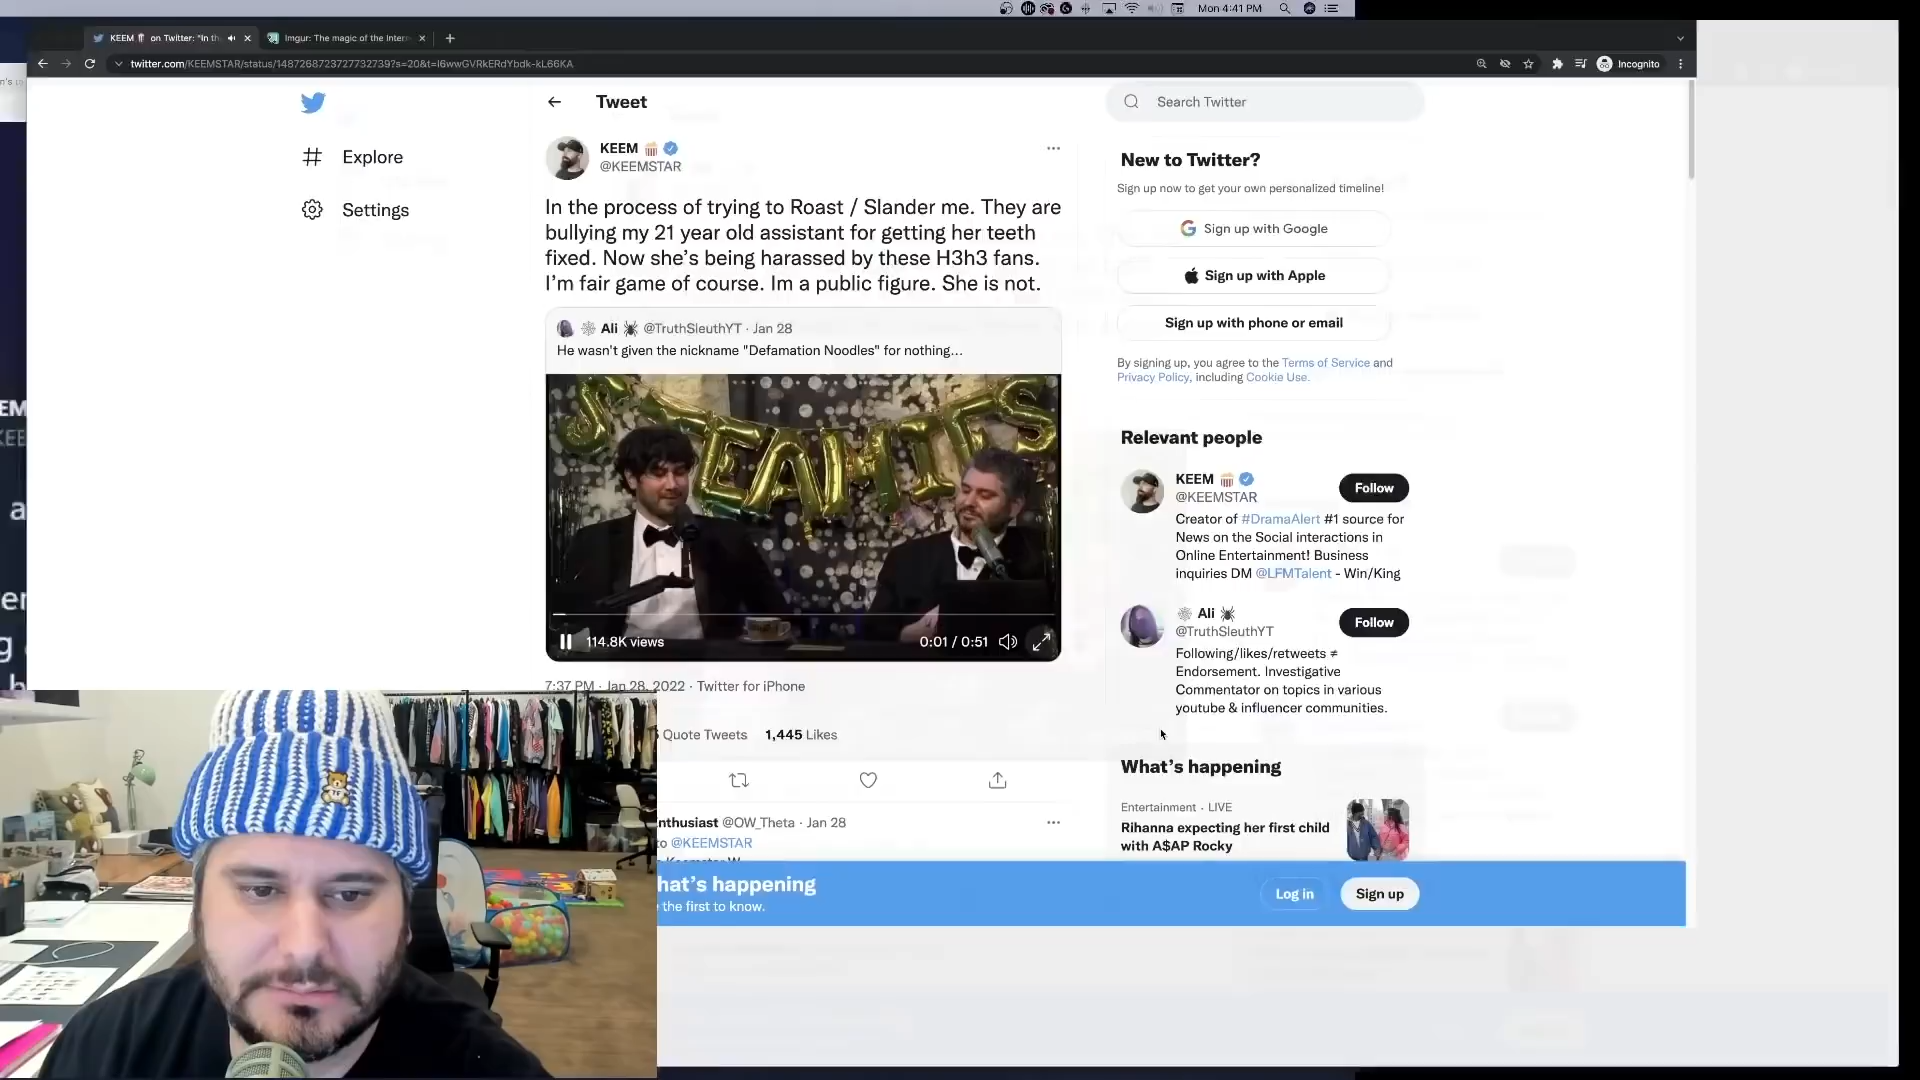 Mon 4:41 PM
KEEM on Twitter: "In th
Imgur: The magic of the Inter
twitter.com/KEEMSTAR/status/1487268723727732739?s=20&t=l6wwGVRkERdYbdk-kL66KA
Incognito
Explore
Settings
Tweet
KEEM
@KEEMSTAR
In the process of trying to Roast / Slander me. They are
bullying my 21 year old assistant for getting her teeth
fixed. Now she's being harassed by these H3h3 fans.
I'm fair game of course. Im a public figure. She is not.
Ali @TruthSleuthYT · Jan 28
He wasn't given the nickname "Defamation Noodles" for nothing...
STEAMIES
114.8K views
0:01 / 0:51
7:37 PM · Jan 28, 2022 · Twitter for iPhone
Quote Tweets 1,445 Likes
nthusiast @OW_Theta · Jan 28
to @KEEMSTAR
hat's happening
the first to know.
Log in
Sign up
Search Twitter
New to Twitter?
Sign up now to get your own personalized timeline!
Sign up with Google
Sign up with Apple
Sign up with phone or email
By signing up, you agree to the Terms of Service and
Privacy Policy, including Cookie Use.
Relevant people
KEEM
@KEEMSTAR
Follow
Creator of #DramaAlert #1 source for
News on the Social interactions in
Online Entertainment! Business
inquiries DM @LFMTalent - Win/King
Ali
@TruthSleuthYT
Follow
Following/likes/retweets ≠
Endorsement. Investigative
Commentator on topics in various
youtube & influencer communities.
What's happening
Entertainment · LIVE
Rihanna expecting her first child
with A$AP Rocky